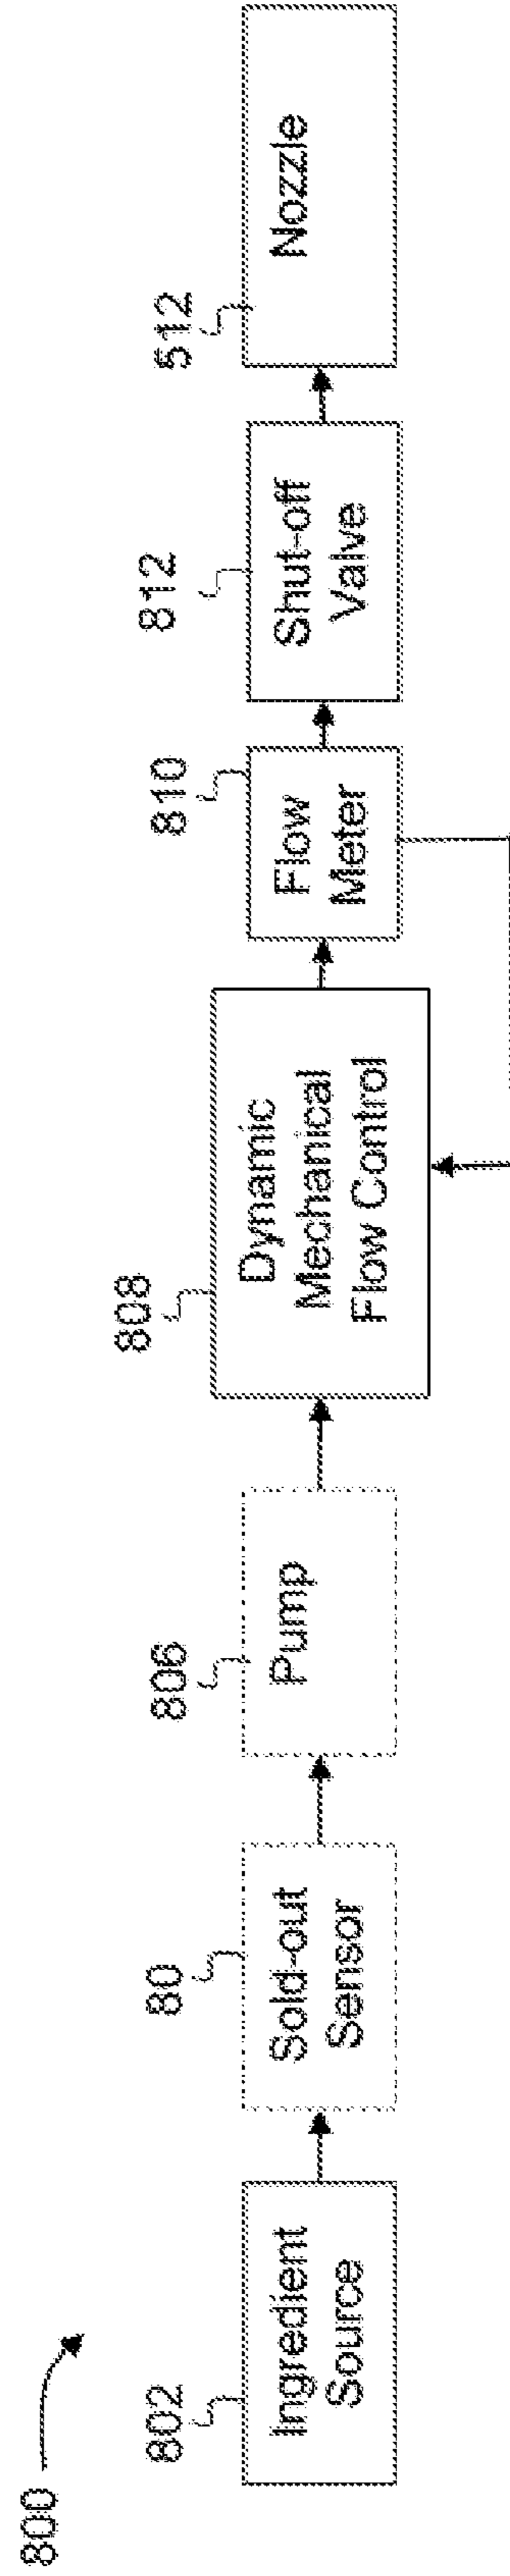 800
802
Ingredient
Source
80
Sold-out
Sensor
806
Pump
808
Dynamic
Mechanical
Flow Control
810
Flow
Meter
812
Shut-off
Valve
512
Nozzle